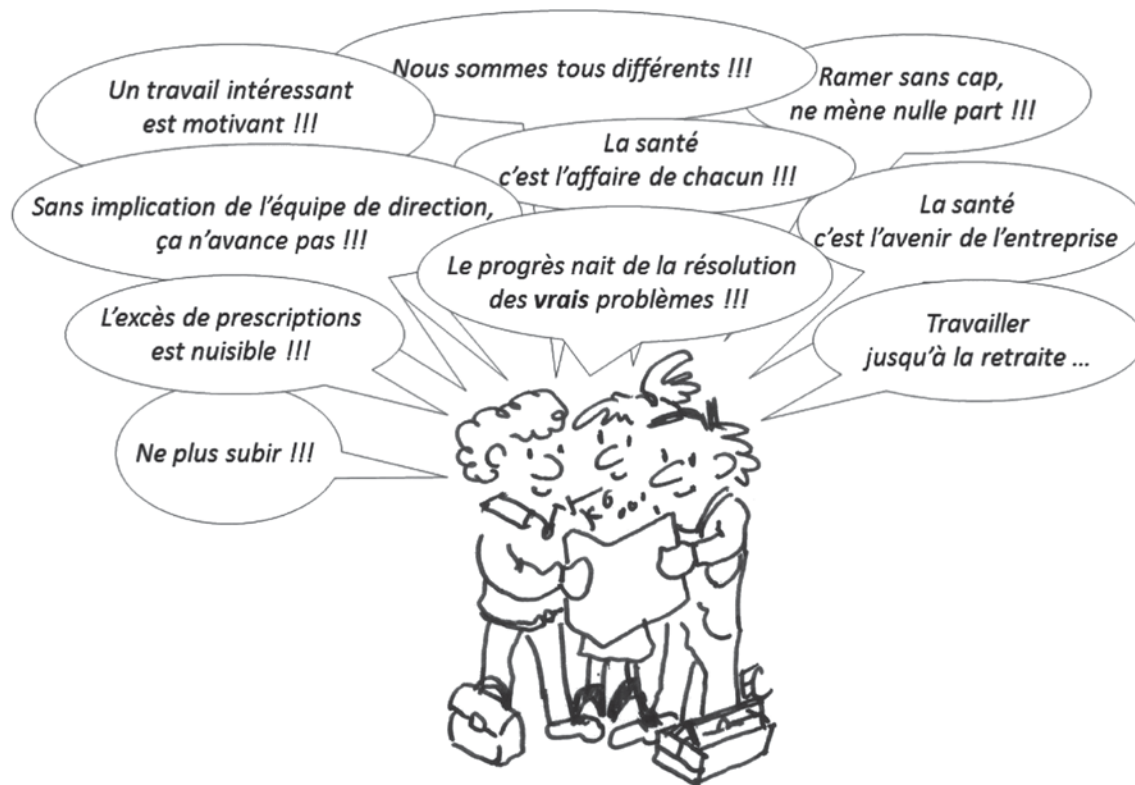 Nous sommes tous différents !!!
Un travail intéressant
est motivant !!!
Ramer sans cap,
ne mène nulle part !!!
La santé
c’est l’affaire de chacun !!!
Sans implication de l’équipe de direction,
ça n’avance pas !!!
La santé
c’est l’avenir de l’entreprise
Le progrès nait de la résolution
des vrais problèmes !!!
L’excès de prescriptions
est nuisible !!!
Travailler
jusqu’à la retraite ...
Ne plus subir !!!